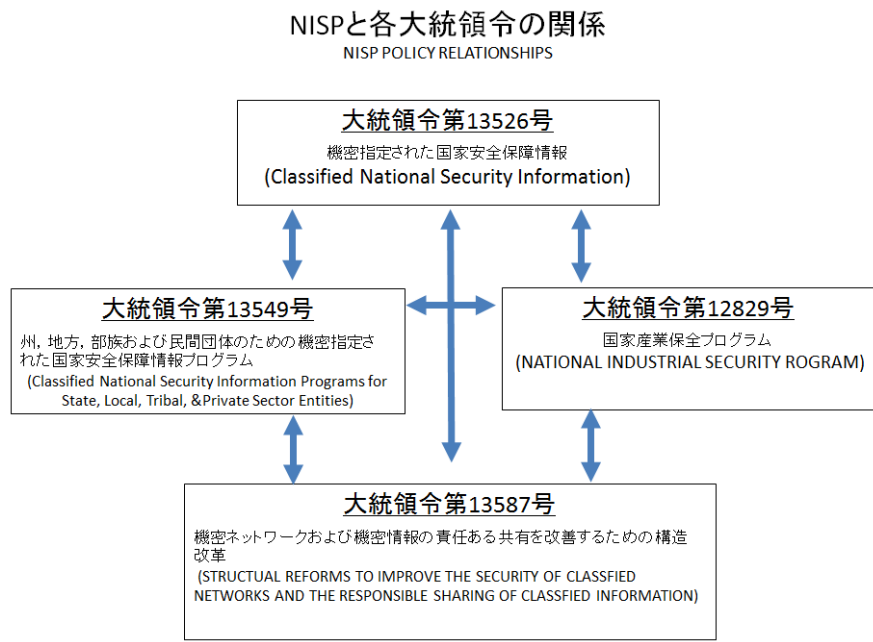 NISPと各大統領令の関係
NISP POLICY RELATIONSHIPS
大統領令第13526号
機密指定された国家安全保障情報
(Classified National Security Information)
大統領令第13549号
州，地方，部族および民間団体のための機密指定さ
れた国家安全保障情報プログラム
(Classified National Security Information Programs for
State, Local, Tribal, &Private Sector Entities)
大統領令第12829号
国家産業保全プログラム
(NATIONAL INDUSTRIAL SECURITY ROGRAM)
大統領令第13587号
機密ネットワークおよび機密情報の責任ある共有を改善するための構造
改革
(STRUCTUAL REFORMS TO IMPROVE THE SECURITY OF CLASSFIED
NETWORKS AND THE RESPONSIBLE SHARING OF CLASSFIED INFORMATION)